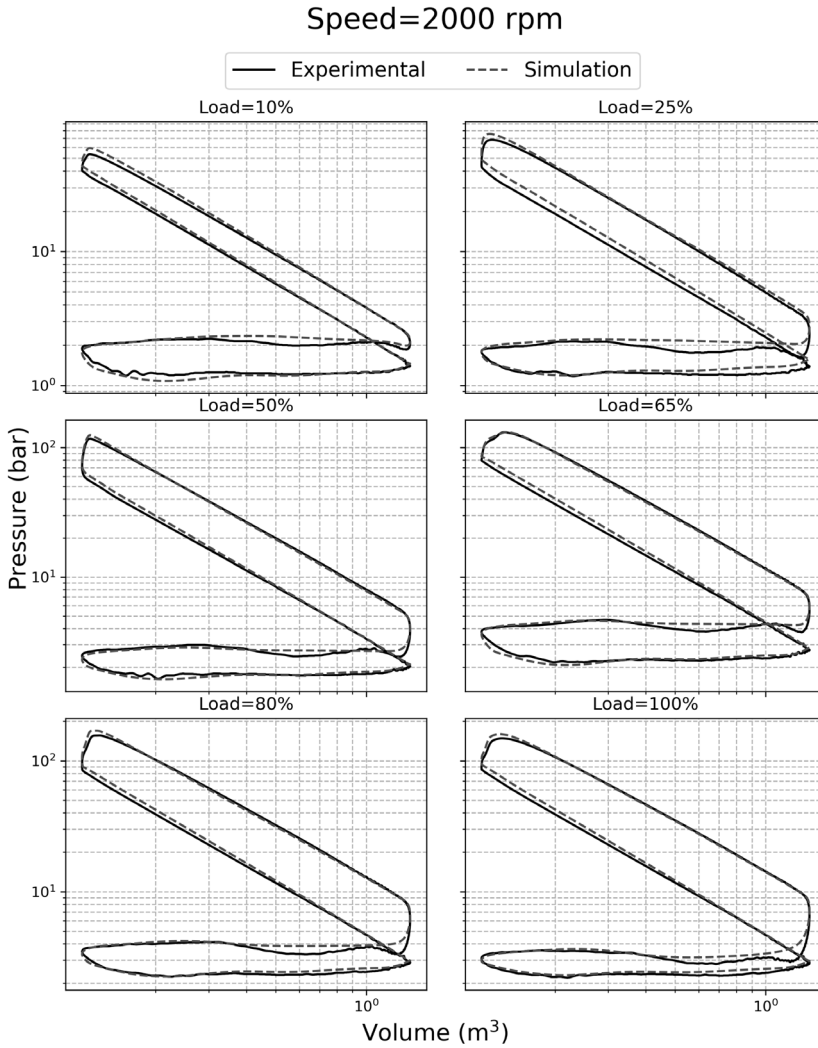 Speed=2000 rpm
Experimental Simulation
Load=10% Load=25%
10¹
10⁰
Load=50% Load=65%
10²
10¹
Pressure (bar)
Load=80% Load=100%
10²
10¹
10⁰ 10⁰
Volume (m³)